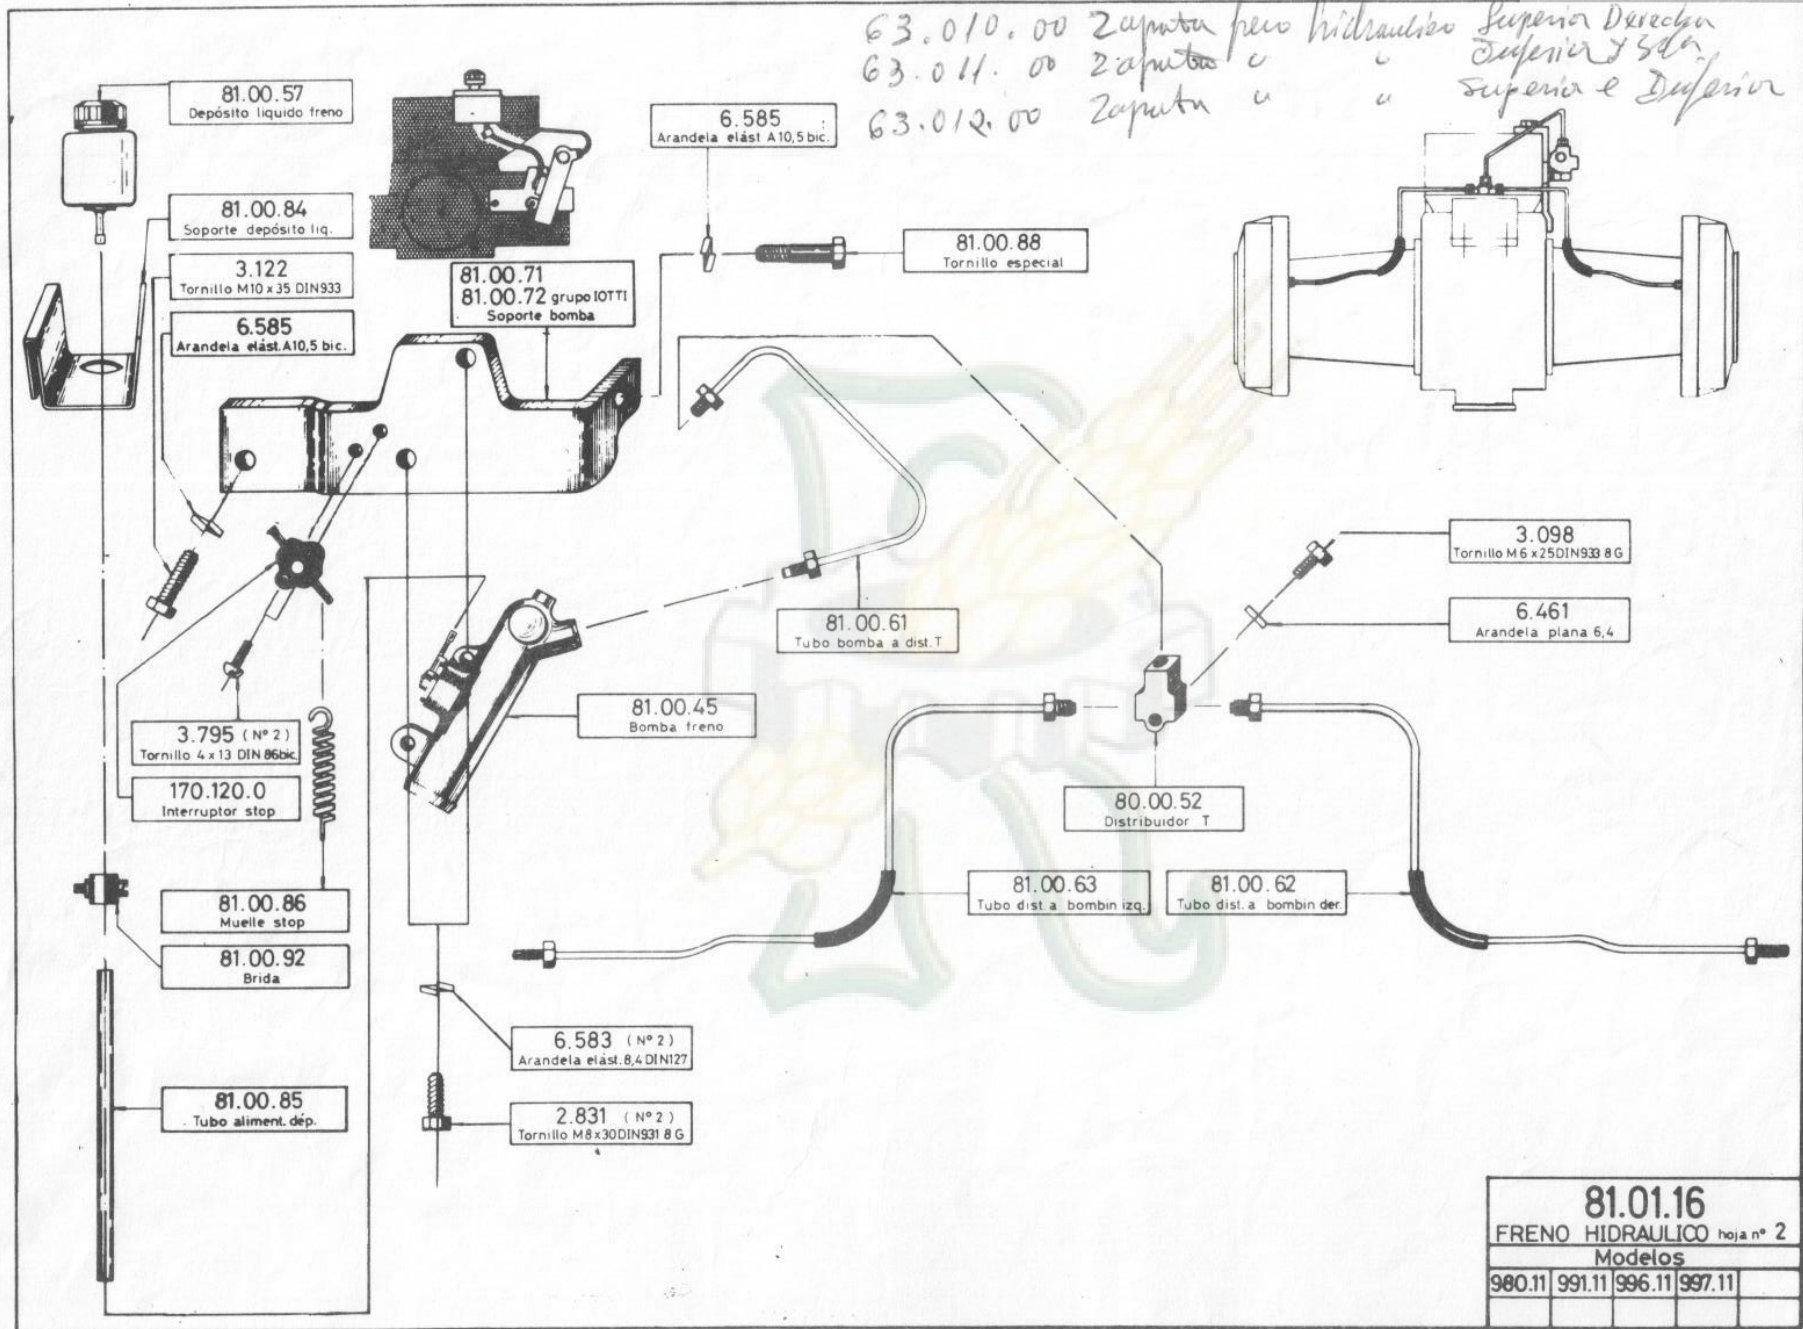 63.010.00 Zapata freno hidraulico Superior Derecha
63.011.00 Zapata " " Inferior
63.012.00 Zapata " " Superior e Inferior
81.00.57
Depósito liquido freno
6.585
Arandela elást A10,5 bic.
81.00.84
Soporte depósito liq.
81.00.88
Tornillo especial
3.122
Tornillo M10 x 35 DIN933
81.00.71
81.00.72 grupo IOTTI
Soporte bomba
6.585
Arandela elást. A10,5 bic.
3.098
Tornillo M 6 x 25 DIN933 8 G
6.461
Arandela plana 6,4
81.00.61
Tubo bomba a dist. T
81.00.45
Bomba freno
3.795 (Nº 2)
Tornillo 4 x 13 DIN 86 bic.
170.120.0
Interruptor stop
80.00.52
Distribuidor T
81.00.63
Tubo dist. a bombin izq.
81.00.62
Tubo dist. a bombin der.
81.00.86
Muelle stop
81.00.92
Brida
6.583 (Nº 2)
Arandela elást. 8,4 DIN127
81.00.85
Tubo aliment. dép.
2.831 (Nº 2)
Tornillo M8 x 30 DIN931 8 G
81.01.16
FRENO HIDRAULICO hoja nº 2
Modelos
980.11 991.11 996.11 997.11